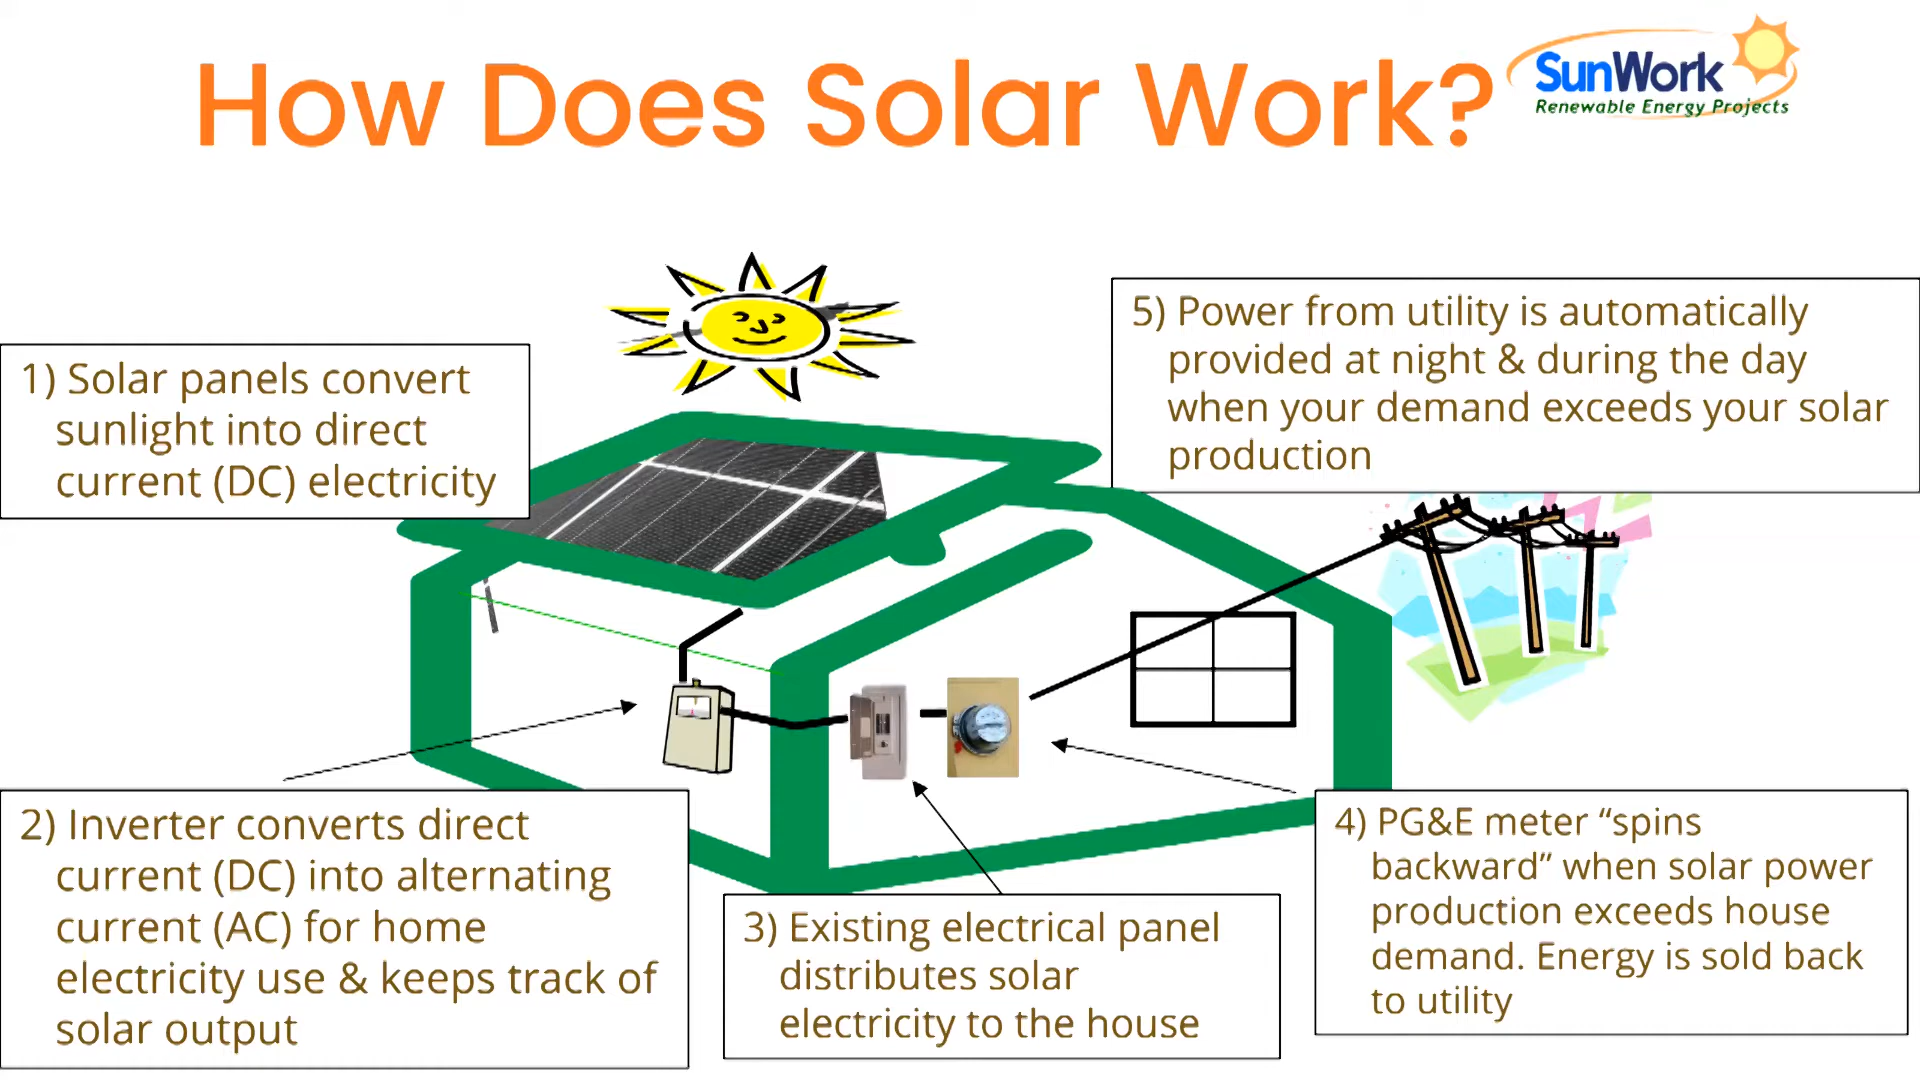 How Does Solar Work?
SunWork
Renewable Energy Projects
1) Solar panels convert
sunlight into direct
current (DC) electricity
2) Inverter converts direct
current (DC) into alternating
current (AC) for home
electricity use & keeps track of
solar output
3) Existing electrical panel
distributes solar
electricity to the house
4) PG&E meter “spins
backward” when solar power
production exceeds house
demand. Energy is sold back
to utility
5) Power from utility is automatically
provided at night & during the day
when your demand exceeds your solar
production